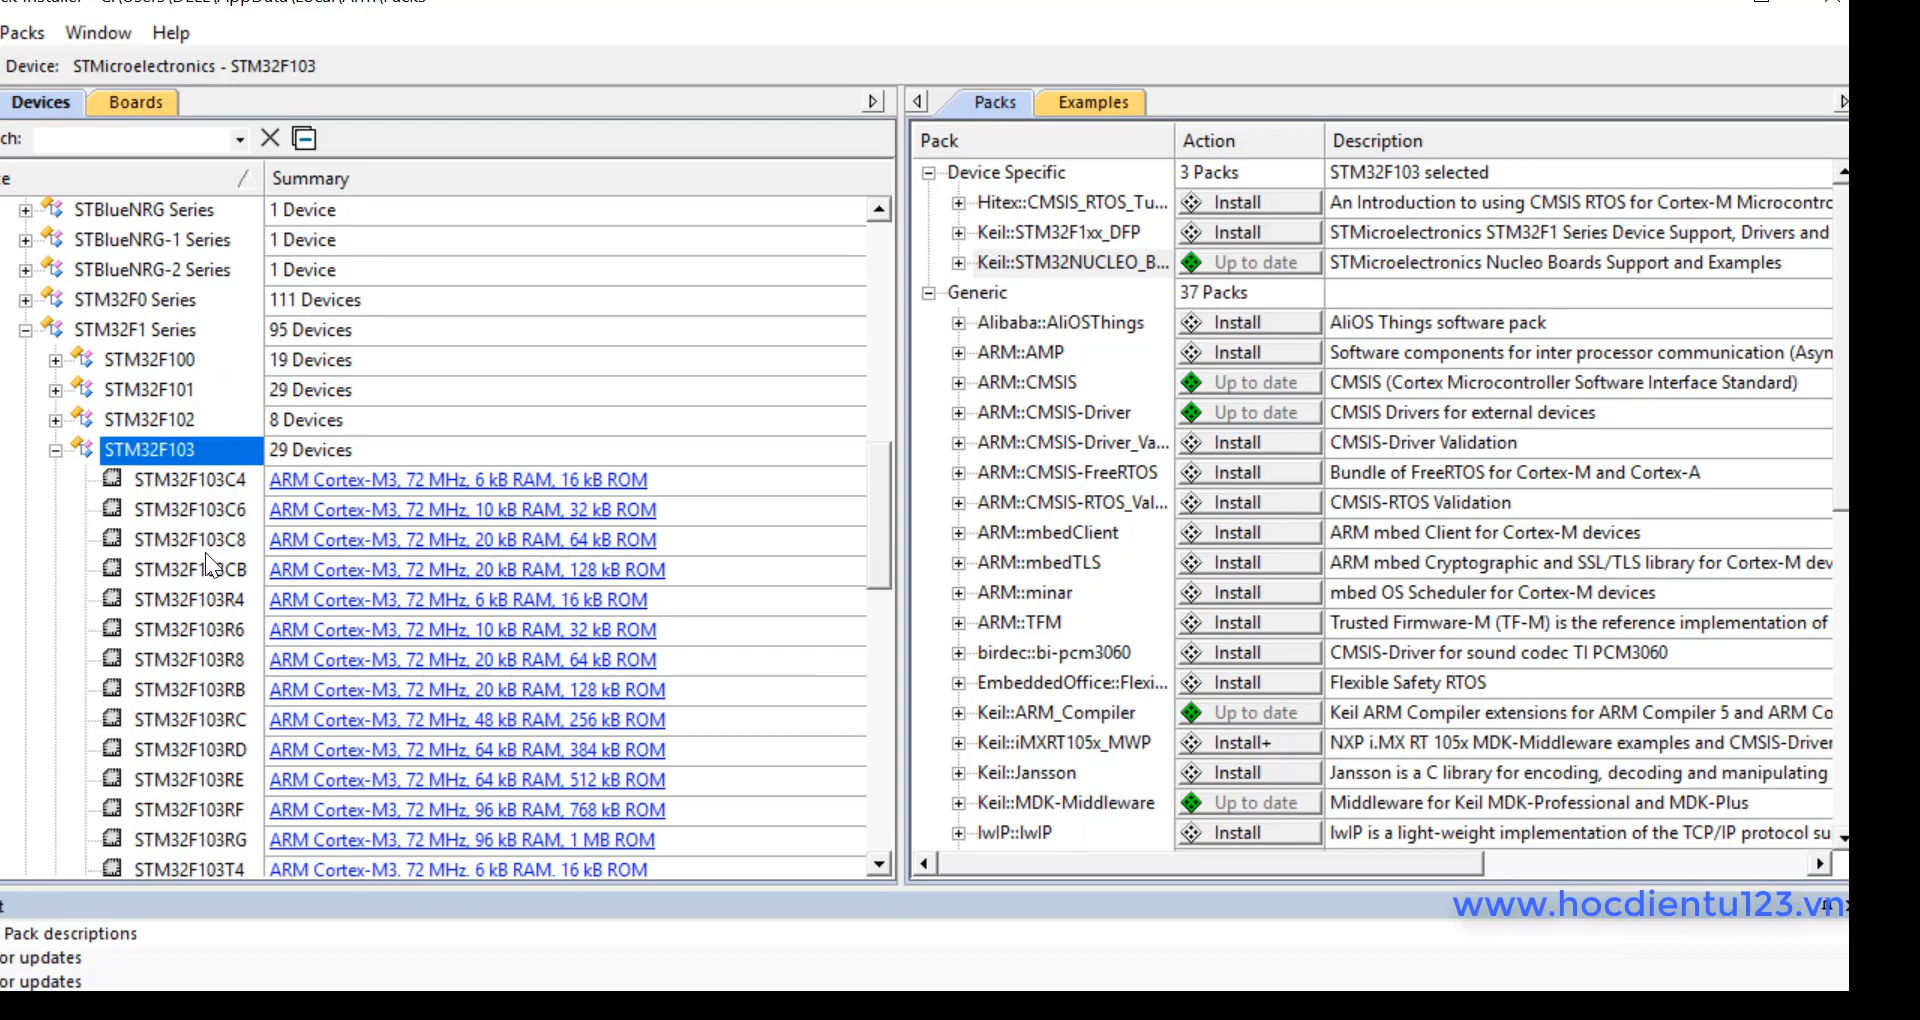 Packs Window Help
Device: STMicroelectronics - STM32F103
Devices Boards
Packs Examples
ch:
Summary
STBlueNRG Series 1 Device
STBlueNRG-1 Series 1 Device
STBlueNRG-2 Series 1 Device
STM32F0 Series 111 Devices
STM32F1 Series 95 Devices
STM32F100 19 Devices
STM32F101 29 Devices
STM32F102 8 Devices
STM32F103 29 Devices
STM32F103C4 ARM Cortex-M3, 72 MHz, 6 kB RAM, 16 kB ROM
STM32F103C6 ARM Cortex-M3, 72 MHz, 10 kB RAM, 32 kB ROM
STM32F103C8 ARM Cortex-M3, 72 MHz, 20 kB RAM, 64 kB ROM
STM32F103CB ARM Cortex-M3, 72 MHz, 20 kB RAM, 128 kB ROM
STM32F103R4 ARM Cortex-M3, 72 MHz, 6 kB RAM, 16 kB ROM
STM32F103R6 ARM Cortex-M3, 72 MHz, 10 kB RAM, 32 kB ROM
STM32F103R8 ARM Cortex-M3, 72 MHz, 20 kB RAM, 64 kB ROM
STM32F103RB ARM Cortex-M3, 72 MHz, 20 kB RAM, 128 kB ROM
STM32F103RC ARM Cortex-M3, 72 MHz, 48 kB RAM, 256 kB ROM
STM32F103RD ARM Cortex-M3, 72 MHz, 64 kB RAM, 384 kB ROM
STM32F103RE ARM Cortex-M3, 72 MHz, 64 kB RAM, 512 kB ROM
STM32F103RF ARM Cortex-M3, 72 MHz, 96 kB RAM, 768 kB ROM
STM32F103RG ARM Cortex-M3, 72 MHz, 96 kB RAM, 1 MB ROM
STM32F103T4 ARM Cortex-M3, 72 MHz, 6 kB RAM, 16 kB ROM
Pack Action Description
Device Specific 3 Packs STM32F103 selected
Hitex::CMSIS_RTOS_Tu... Install An Introduction to using CMSIS RTOS for Cortex-M Microcontro
Keil::STM32F1xx_DFP Install STMicroelectronics STM32F1 Series Device Support, Drivers and
Keil::STM32NUCLEO_B... Up to date STMicroelectronics Nucleo Boards Support and Examples
Generic 37 Packs
Alibaba::AliOSThings Install AliOS Things software pack
ARM::AMP Install Software components for inter processor communication (Asyn
ARM::CMSIS Up to date CMSIS (Cortex Microcontroller Software Interface Standard)
ARM::CMSIS-Driver Up to date CMSIS Drivers for external devices
ARM::CMSIS-Driver_Va... Install CMSIS-Driver Validation
ARM::CMSIS-FreeRTOS Install Bundle of FreeRTOS for Cortex-M and Cortex-A
ARM::CMSIS-RTOS_Val... Install CMSIS-RTOS Validation
ARM::mbedClient Install ARM mbed Client for Cortex-M devices
ARM::mbedTLS Install ARM mbed Cryptographic and SSL/TLS library for Cortex-M dev
ARM::minar Install mbed OS Scheduler for Cortex-M devices
ARM::TFM Install Trusted Firmware-M (TF-M) is the reference implementation of
birdec::bi-pcm3060 Install CMSIS-Driver for sound codec TI PCM3060
EmbeddedOffice::Flexi... Install Flexible Safety RTOS
Keil::ARM_Compiler Up to date Keil ARM Compiler extensions for ARM Compiler 5 and ARM Co
Keil::iMXRT105x_MWP Install+ NXP i.MX RT 105x MDK-Middleware examples and CMSIS-Driver
Keil::Jansson Install Jansson is a C library for encoding, decoding and manipulating
Keil::MDK-Middleware Up to date Middleware for Keil MDK-Professional and MDK-Plus
lwIP::lwIP Install lwIP is a light-weight implementation of the TCP/IP protocol su
www.hocdientu123.vn
Pack descriptions
or updates
or updates